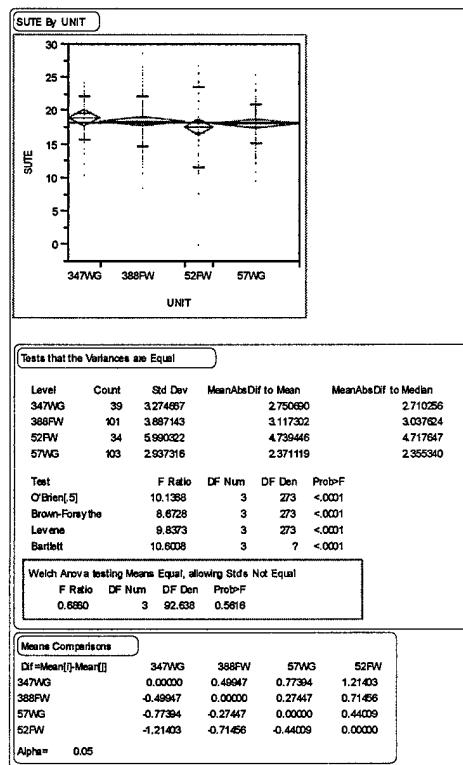 SUTE By UNIT
30
25
20
15
10
5
0
SUTE
347WG 388FW 52FW 57WG
UNIT
Tests that the Variances are Equal
Level Count Std Dev MeanAbsDif to Mean MeanAbsDif to Median
347WG 39 3.274667 2.750690 2.710256
388FW 101 3.887143 3.117302 3.037624
52FW 34 5.990322 4.739446 4.717647
57WG 103 2.937316 2.371119 2.355340
Test F Ratio DF Num DF Den Prob>F
O'Brien[.5] 10.1368 3 273 <.0001
Brown-Forsythe 8.6728 3 273 <.0001
Levene 9.8373 3 273 <.0001
Bartlett 10.6008 3 ? <.0001
Welch Anova testing Means Equal, allowing Std's Not Equal
F Ratio DF Num DF Den Prob>F
0.6860 3 92.638 0.5616
Means Comparisons
Dif=Mean[i]-Mean[j] 347WG 388FW 57WG 52FW
347WG 0.00000 0.49947 0.77394 1.21403
388FW -0.49947 0.00000 0.27447 0.71456
57WG -0.77394 -0.27447 0.00000 0.44009
52FW -1.21403 -0.71456 -0.44009 0.00000
Alpha= 0.05